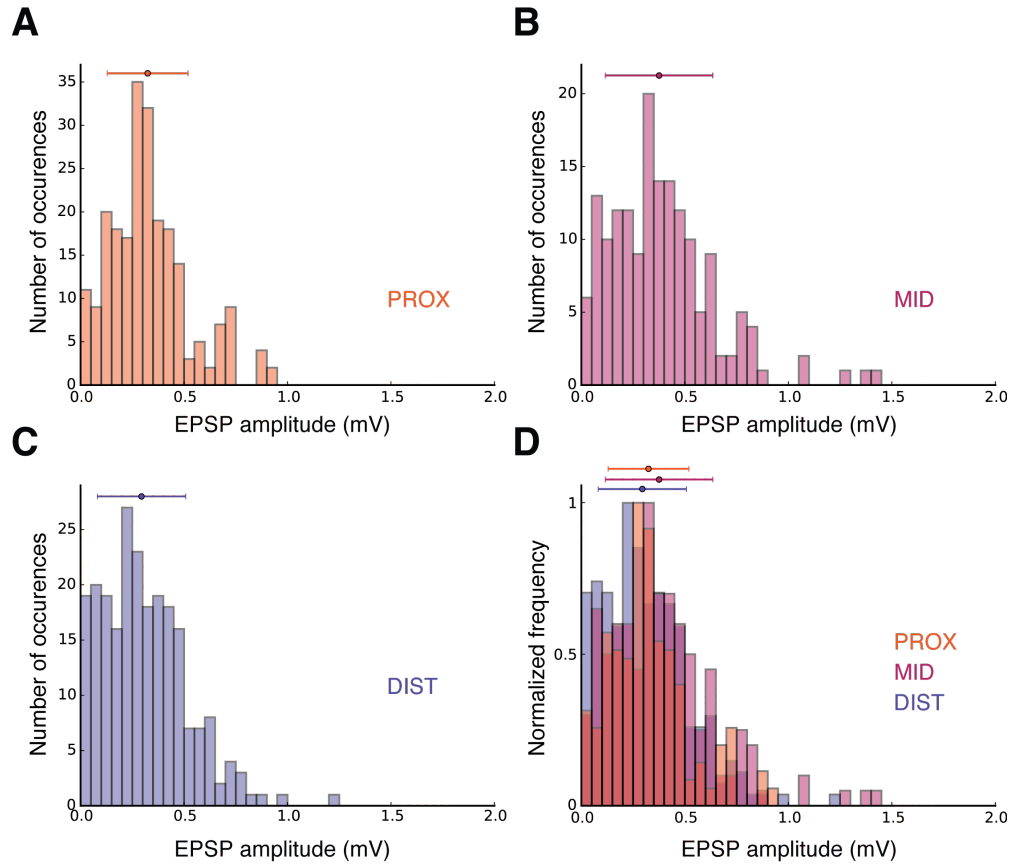 A
Number of occurences
35
30
25
20
15
10
5
0
0.0 0.5 1.0 1.5 2.0
EPSP amplitude (mV)
PROX
B
Number of occurences
20
15
10
5
0
0.0 0.5 1.0 1.5 2.0
EPSP amplitude (mV)
MID
C
Number of occurences
25
20
15
10
5
0
0.0 0.5 1.0 1.5 2.0
EPSP amplitude (mV)
DIST
D
Normalized frequency
1
0.5
0
0.0 0.5 1.0 1.5 2.0
EPSP amplitude (mV)
PROX
MID
DIST